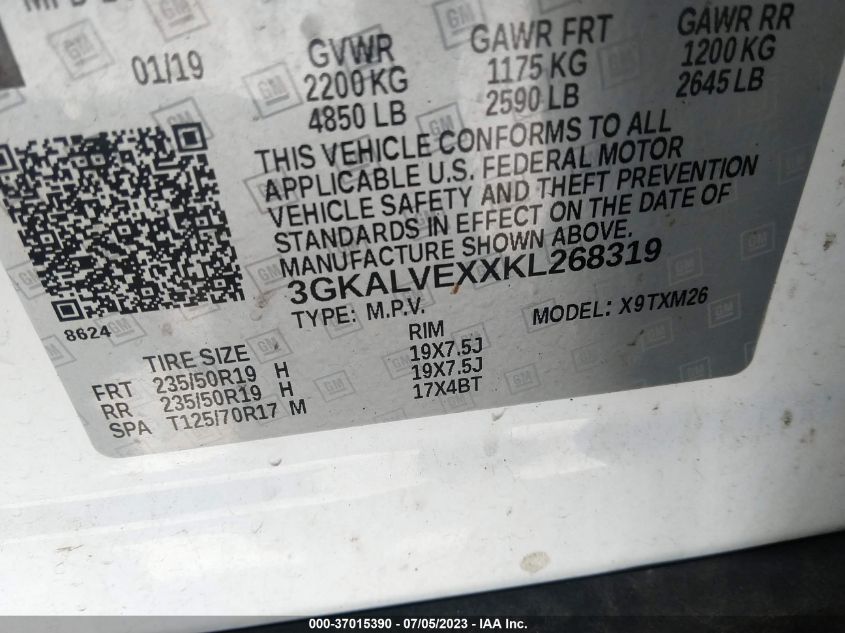 01/19
GVWR
2200 KG
4850 LB
GAWR FRT
1175 KG
2590 LB
GAWR RR
1200 KG
2645 LB
THIS VEHICLE CONFORMS TO ALL
APPLICABLE U.S. FEDERAL MOTOR
VEHICLE SAFETY AND THEFT PREVENTION
STANDARDS IN EFFECT ON THE DATE OF
MANUFACTURE SHOWN ABOVE.
3GKALVEXXKL268319
TYPE: M.P.V. MODEL: X9TXM26
8624
TIRE SIZE RIM
FRT 235/50R19 H 19X7.5J
RR 235/50R19 H 19X7.5J
SPA T125/70R17 M 17X4BT
000-37015390 - 07/05/2023 - IAA Inc.